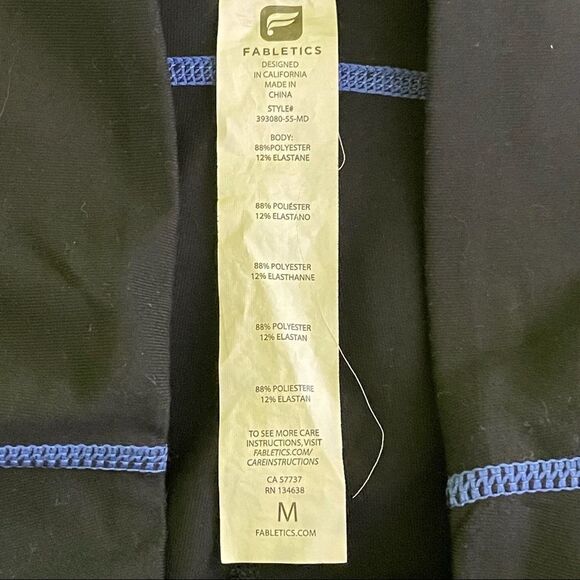 FABLETICS
DESIGNED
IN CALIFORNIA
MADE IN
CHINA
STYLE#
393080-55-MD
BODY:
88%POLYESTER
12% ELASTANE
88% POLIÉSTER
12% ELASTANO
88% POLYESTER
12% ELASTHANNE
88% POLYESTER
12% ELASTAN
88% POLIESTERE
12% ELASTAN
TO SEE MORE CARE
INSTRUCTIONS,VISIT
FABLETICS.COM/
CAREINSTRUCTIONS
CA 57737
RN 134638
M
FABLETICS.COM